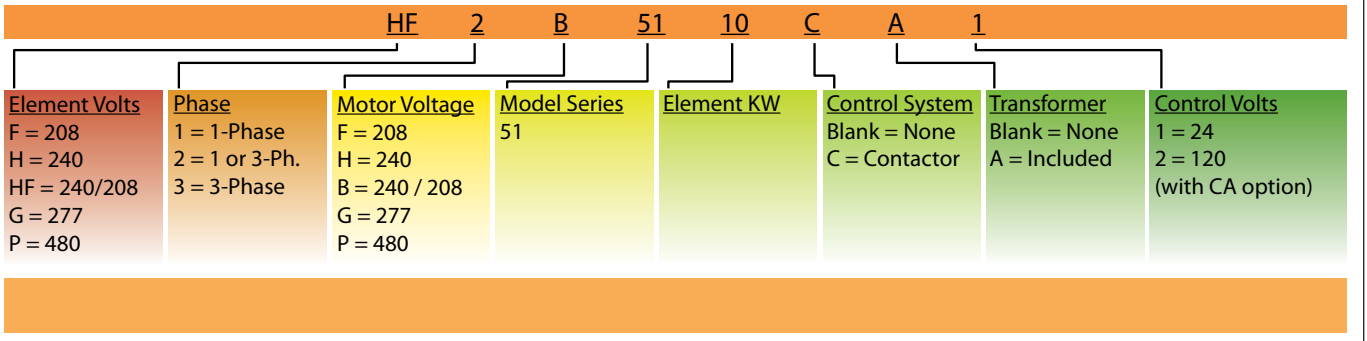 HF 2 B 51 10 C A 1
Element Volts
F = 208
H = 240
HF = 240/208
G = 277
P = 480
Phase
1 = 1-Phase
2 = 1 or 3-Ph.
3 = 3-Phase
Motor Voltage
F = 208
H = 240
B = 240 / 208
G = 277
P = 480
Model Series
51
Element KW
Control System
Blank = None
C = Contactor
Transformer
Blank = None
A = Included
Control Volts
1 = 24
2 = 120
(with CA option)